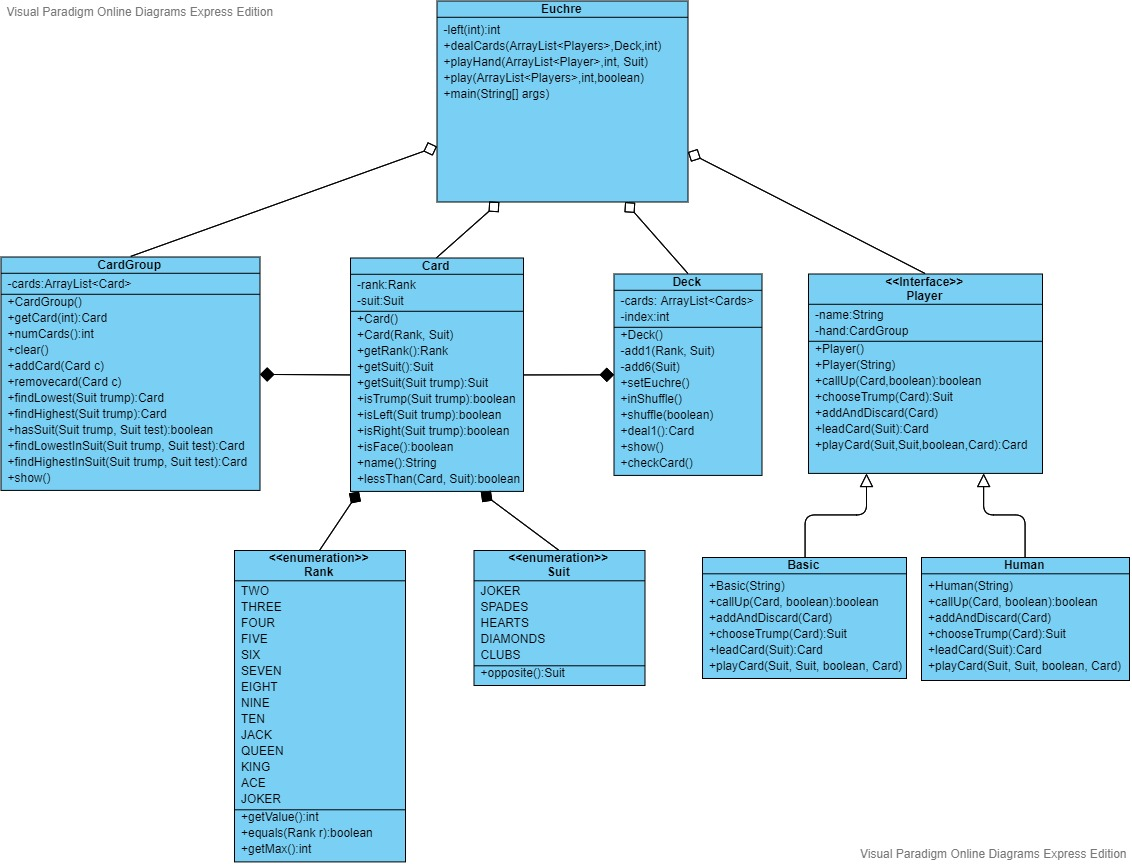 Visual Paradigm Online Diagrams Express Edition
Euchre
-left(int):int
+dealCards(ArrayList<Players>,Deck,int)
+playHand(ArrayList<Player>,int, Suit)
+play(ArrayList<Players>,int,boolean)
+main(String[] args)
CardGroup
-cards:ArrayList<Card>
+CardGroup()
+getCard(int):Card
+numCards():int
+clear()
+addCard(Card c)
+removecard(Card c)
+findLowest(Suit trump):Card
+findHighest(Suit trump):Card
+hasSuit(Suit trump, Suit test):boolean
+findLowestInSuit(Suit trump, Suit test):Card
+findHighestInSuit(Suit trump, Suit test):Card
+show()
Card
-rank:Rank
-suit:Suit
+Card()
+Card(Rank, Suit)
+getRank():Rank
+getSuit():Suit
+getSuit(Suit trump):Suit
+isTrump(Suit trump):boolean
+isLeft(Suit trump):boolean
+isRight(Suit trump):boolean
+isFace():boolean
+name():String
+lessThan(Card, Suit):boolean
Deck
-cards: ArrayList<Cards>
-index:int
+Deck()
-add1(Rank, Suit)
-add6(Suit)
+setEuchre()
+inShuffle()
+shuffle(boolean)
+deal1():Card
+show()
+checkCard()
<<Interface>>
Player
-name:String
-hand:CardGroup
+Player()
+Player(String)
+callUp(Card,boolean):boolean
+chooseTrump(Card):Suit
+addAndDiscard(Card)
+leadCard(Suit):Card
+playCard(Suit,Suit,boolean,Card):Card
<<enumeration>>
Rank
TWO
THREE
FOUR
FIVE
SIX
SEVEN
EIGHT
NINE
TEN
JACK
QUEEN
KING
ACE
JOKER
+getValue():int
+equals(Rank r):boolean
+getMax():int
<<enumeration>>
Suit
JOKER
SPADES
HEARTS
DIAMONDS
CLUBS
+opposite():Suit
Basic
+Basic(String)
+callUp(Card, boolean):boolean
+addAndDiscard(Card)
+chooseTrump(Card):Suit
+leadCard(Suit):Card
+playCard(Suit, Suit, boolean, Card)
Human
+Human(String)
+callUp(Card, boolean):boolean
+addAndDiscard(Card)
+chooseTrump(Card):Suit
+leadCard(Suit):Card
+playCard(Suit, Suit, boolean, Card)
Visual Paradigm Online Diagrams Express Edition